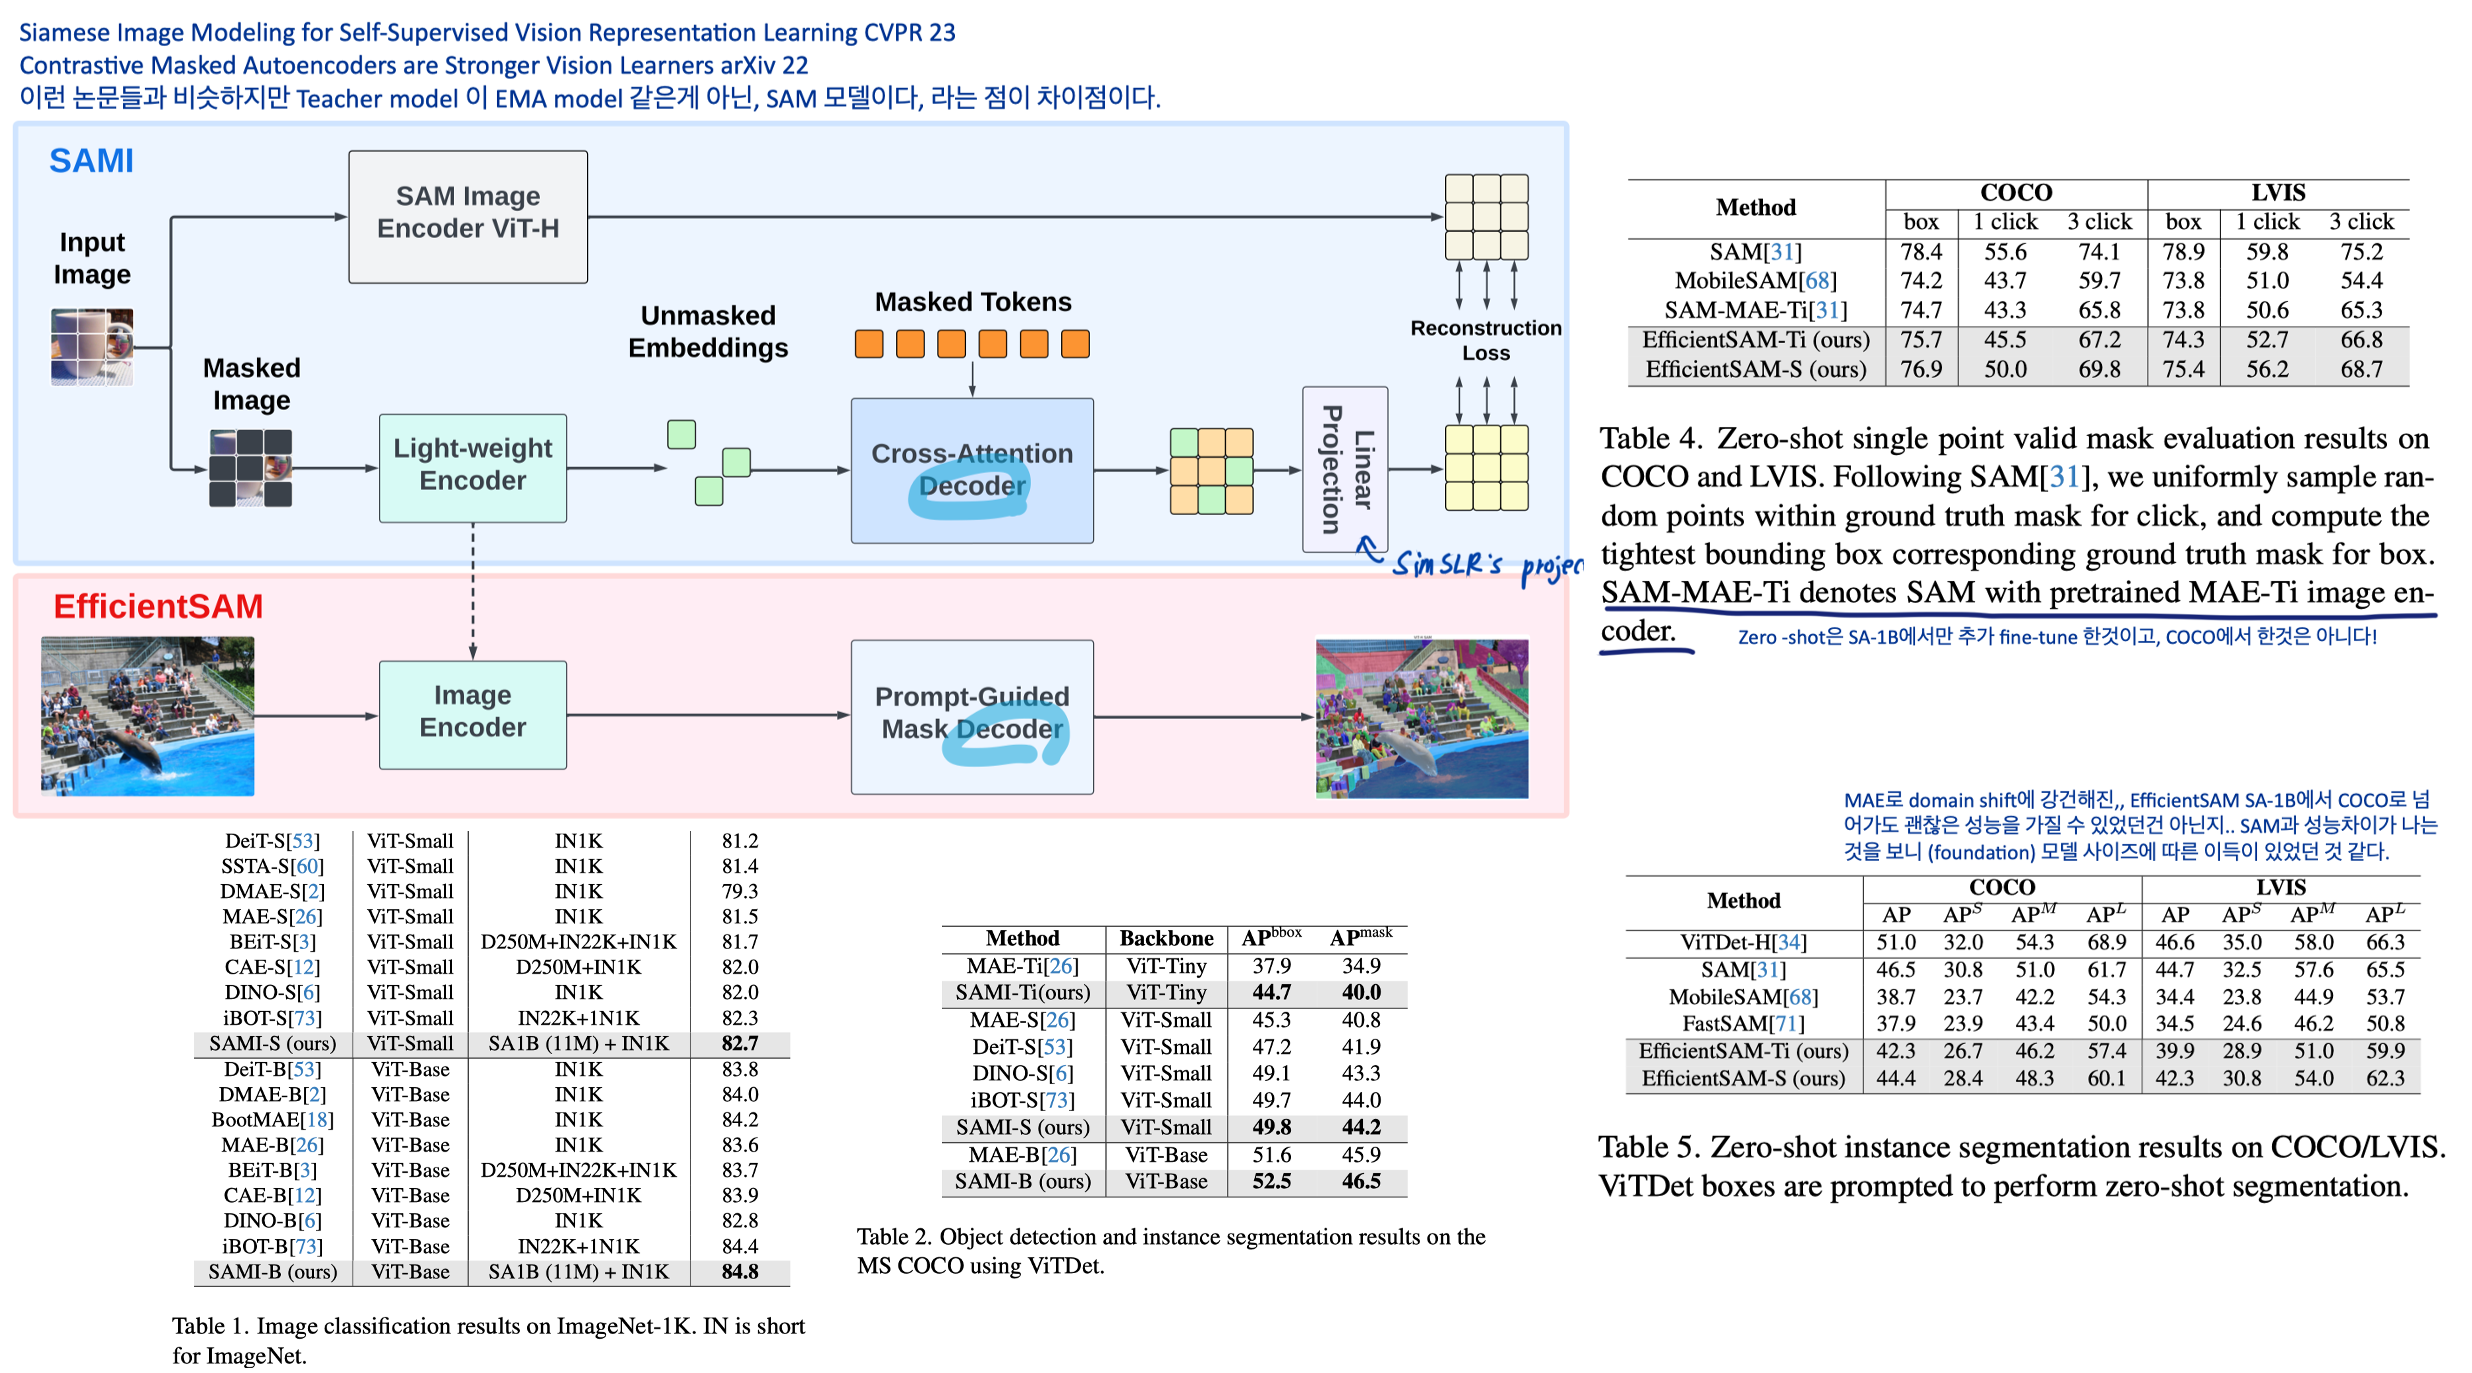 Siamese Image Modeling for Self-Supervised Vision Representation Learning CVPR 23
Contrastive Masked Autoencoders are Stronger Vision Learners arXiv 22
이런 논문들과 비슷하지만 Teacher model 이 EMA model 같은게 아닌, SAM 모델이다, 라는 점이 차이점이다.
SAMI
SAM Image
Encoder ViT-H
Input
Image
Masked
Image
Light-weight
Encoder
Unmasked
Embeddings
Masked Tokens
Cross-Attention
Decoder
Linear
Projection
Reconstruction
Loss
SimSLR's projec
EfficientSAM
Image
Encoder
Prompt-Guided
Mask Decoder
DeiT-S[53] ViT-Small IN1K 81.2
SSTA-S[60] ViT-Small IN1K 81.4
DMAE-S[2] ViT-Small IN1K 79.3
MAE-S[26] ViT-Small IN1K 81.5
BEiT-S[3] ViT-Small D250M+IN22K+IN1K 81.7
CAE-S[12] ViT-Small D250M+IN1K 82.0
DINO-S[6] ViT-Small IN1K 82.0
iBOT-S[73] ViT-Small IN22K+1N1K 82.3
SAMI-S (ours) ViT-Small SA1B (11M) + IN1K 82.7
DeiT-B[53] ViT-Base IN1K 83.8
DMAE-B[2] ViT-Base IN1K 84.0
BootMAE[18] ViT-Base IN1K 84.2
MAE-B[26] ViT-Base IN1K 83.6
BEiT-B[3] ViT-Base D250M+IN22K+IN1K 83.7
CAE-B[12] ViT-Base D250M+IN1K 83.9
DINO-B[6] ViT-Base IN1K 82.8
iBOT-B[73] ViT-Base IN22K+1N1K 84.4
SAMI-B (ours) ViT-Base SA1B (11M) + IN1K 84.8
Table 1. Image classification results on ImageNet-1K. IN is short
for ImageNet.
Method Backbone AP^bbox AP^mask
MAE-Ti[26] ViT-Tiny 37.9 34.9
SAMI-Ti(ours) ViT-Tiny 44.7 40.0
MAE-S[26] ViT-Small 45.3 40.8
DeiT-S[53] ViT-Small 47.2 41.9
DINO-S[6] ViT-Small 49.1 43.3
iBOT-S[73] ViT-Small 49.7 44.0
SAMI-S (ours) ViT-Small 49.8 44.2
MAE-B[26] ViT-Base 51.6 45.9
SAMI-B (ours) ViT-Base 52.5 46.5
Table 2. Object detection and instance segmentation results on the
MS COCO using ViTDet.
Method COCO LVIS
box 1 click 3 click box 1 click 3 click
SAM[31] 78.4 55.6 74.1 78.9 59.8 75.2
MobileSAM[68] 74.2 43.7 59.7 73.8 51.0 54.4
SAM-MAE-Ti[31] 74.7 43.3 65.8 73.8 50.6 65.3
EfficientSAM-Ti (ours) 75.7 45.5 67.2 74.3 52.7 66.8
EfficientSAM-S (ours) 76.9 50.0 69.8 75.4 56.2 68.7
Table 4. Zero-shot single point valid mask evaluation results on
COCO and LVIS. Following SAM[31], we uniformly sample ran-
dom points within ground truth mask for click, and compute the
tightest bounding box corresponding ground truth mask for box.
SAM-MAE-Ti denotes SAM with pretrained MAE-Ti image en-
coder.
Zero -shot은 SA-1B에서만 추가 fine-tune 한것이고, COCO에서 한것은 아니다!
MAE로 domain shift에 강건해진,, EfficientSAM SA-1B에서 COCO로 넘
어가도 괜찮은 성능을 가질 수 있었던건 아닌지.. SAM과 성능차이가 나는
것을 보니 (foundation) 모델 사이즈에 따른 이득이 있었던 것 같다.
Method COCO LVIS
AP AP^S AP^M AP^L AP AP^S AP^M AP^L
ViTDet-H[34] 51.0 32.0 54.3 68.9 46.6 35.0 58.0 66.3
SAM[31] 46.5 30.8 51.0 61.7 44.7 32.5 57.6 65.5
MobileSAM[68] 38.7 23.7 42.2 54.3 34.4 23.8 44.9 53.7
FastSAM[71] 37.9 23.9 43.4 50.0 34.5 24.6 46.2 50.8
EfficientSAM-Ti (ours) 42.3 26.7 46.2 57.4 39.9 28.9 51.0 59.9
EfficientSAM-S (ours) 44.4 28.4 48.3 60.1 42.3 30.8 54.0 62.3
Table 5. Zero-shot instance segmentation results on COCO/LVIS.
ViTDet boxes are prompted to perform zero-shot segmentation.